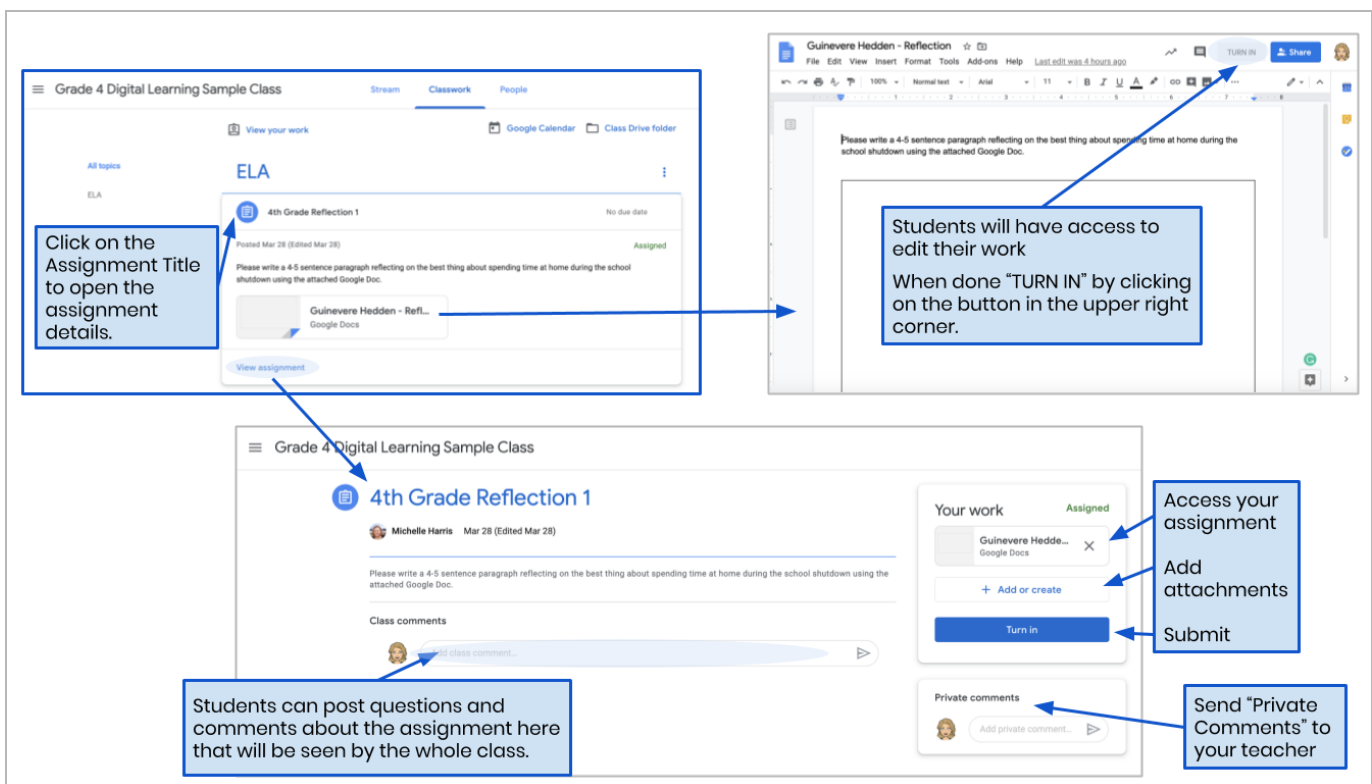 Grade 4 Digital Learning Sample Class
Stream Classwork People
View your work
Google Calendar Class Drive folder
All topics
ELA
ELA
4th Grade Reflection 1
No due date
Posted Mar 28 (Edited Mar 28)
Assigned
Please write a 4-5 sentence paragraph reflecting on the best thing about spending time at home during the school
shutdown using the attached Google Doc.
Guinevere Hedden - Refl...
Google Docs
View assignment
Click on the
Assignment Title
to open the
assignment
details.
Guinevere Hedden - Reflection
File Edit View Insert Format Tools Add-ons Help Last edit was 4 hours ago
TURN IN
Share
100% Normal text Arial 11 B I U A
1 2 3 4 5 6 7 8
Please write a 4-5 sentence paragraph reflecting on the best thing about spending time at home during the
school shutdown using the attached Google Doc.
Students will have access to
edit their work
When done “TURN IN” by clicking
on the button in the upper right
corner.
Grade 4 Digital Learning Sample Class
4th Grade Reflection 1
Michelle Harris Mar 28 (Edited Mar 28)
Please write a 4-5 sentence paragraph reflecting on the best thing about spending time at home during the school shutdown using the
attached Google Doc.
Class comments
Add class comment...
Students can post questions and
comments about the assignment here
that will be seen by the whole class.
Your work
Assigned
Guinevere Hedde...
Google Docs
+ Add or create
Turn in
Private comments
Add private comment...
Access your
assignment
Add
attachments
Submit
Send “Private
Comments” to
your teacher